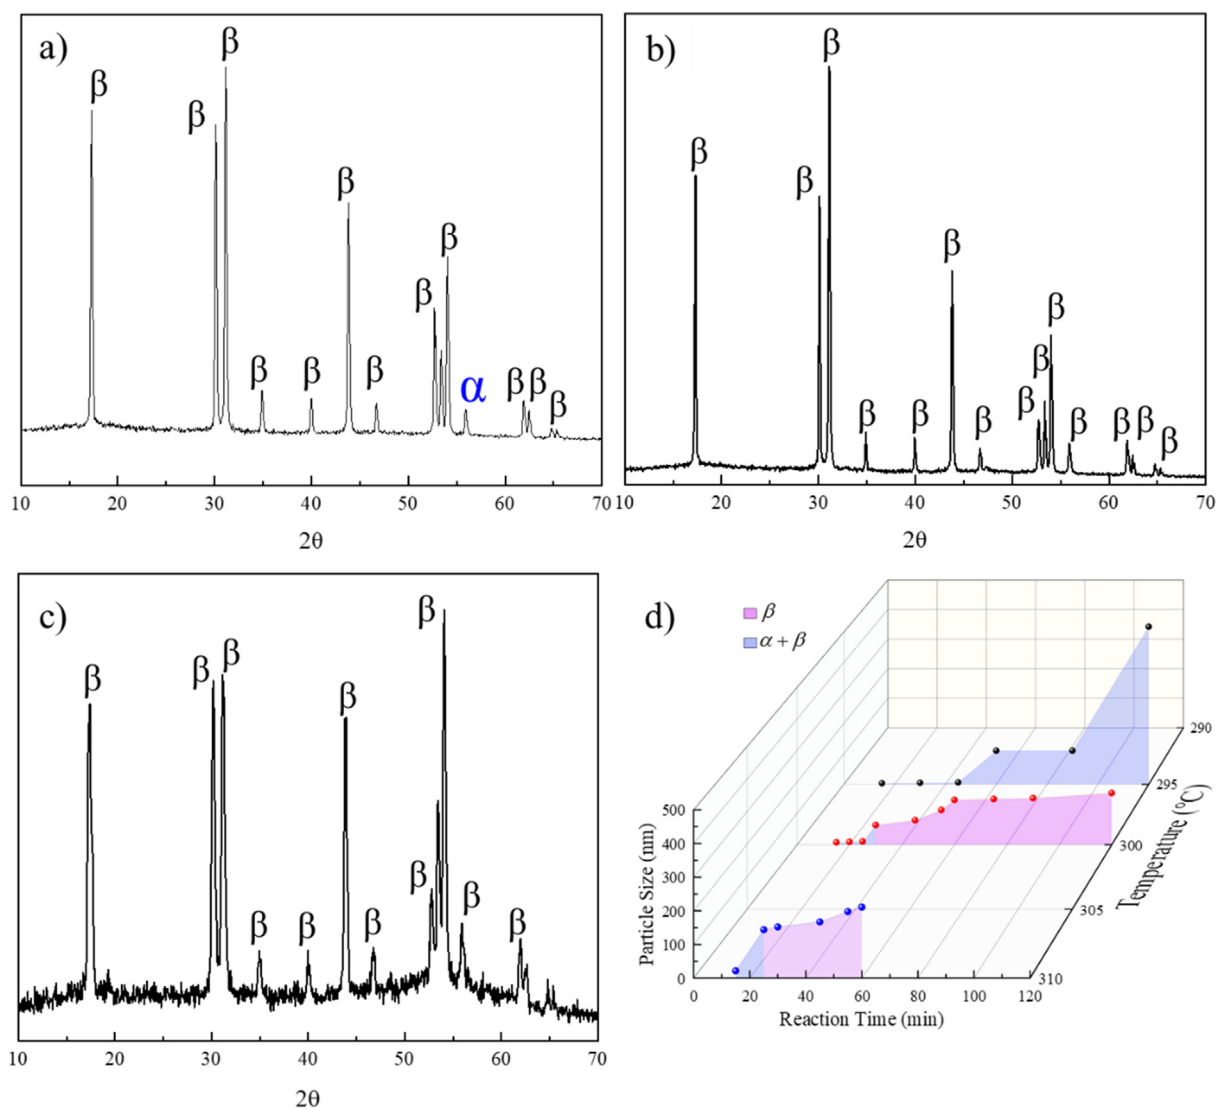 a)
β
β
β
β
β
β
β
β
β
α
β β
β
10 20 30 40 50 60 70
2θ
b)
β
β
β
β
β
β
β
β
β
β
β
β β
β
10 20 30 40 50 60 70
2θ
c)
β
β
β
β
β
β
β
β
β
β
β
10 20 30 40 50 60 70
2θ
d)
β
α + β
500
400
300
200
100
0
Particle Size (nm)
0 20 40 60 80 100 120
Reaction Time (min)
290
295
300
305
310
Temperature (°C)